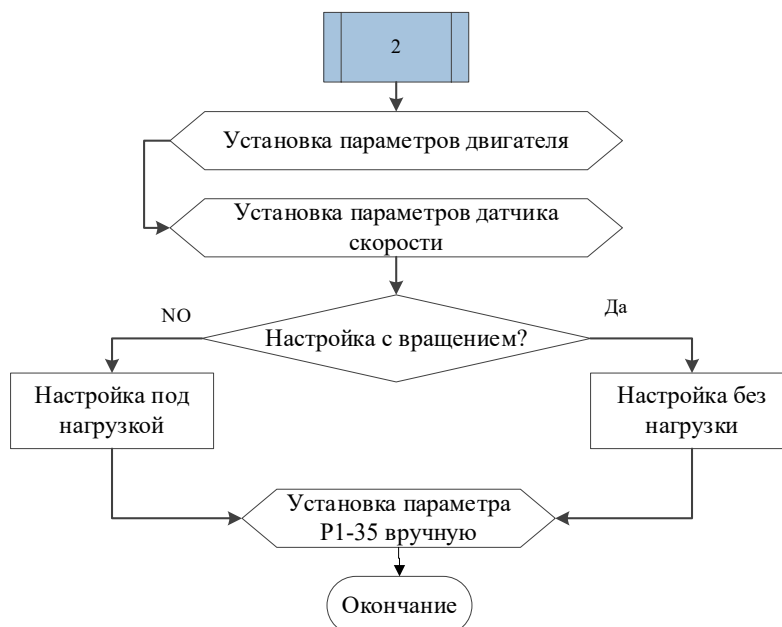 2
Установка параметров двигателя
Установка параметров датчика
скорости
NO
Да
Настройка с вращением?
Настройка под
нагрузкой
Настройка без
нагрузки
Установка параметра
P1-35 вручную
Окончание